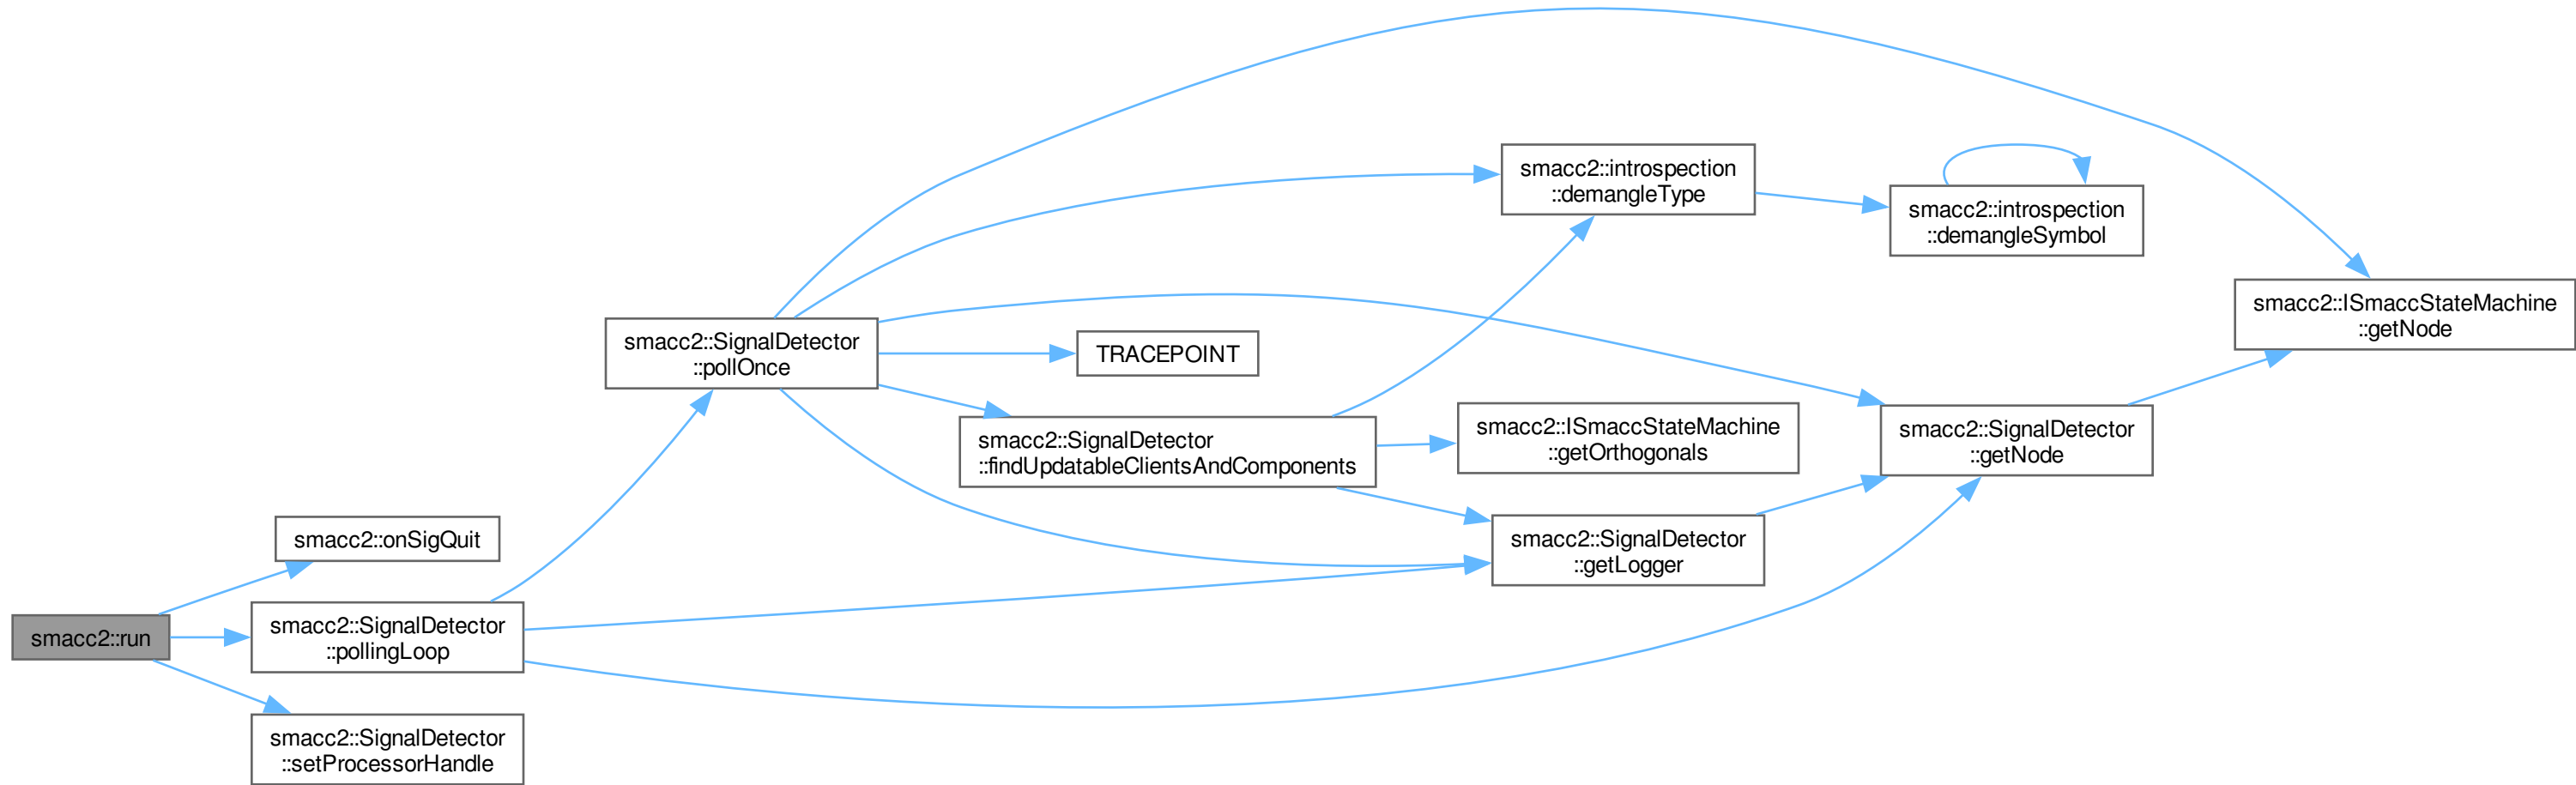 smacc2::run
smacc2::onSigQuit
smacc2::SignalDetector
::pollingLoop
smacc2::SignalDetector
::setProcessorHandle
smacc2::SignalDetector
::pollOnce
TRACEPOINT
smacc2::SignalDetector
::findUpdatableClientsAndComponents
smacc2::introspection
::demangleType
smacc2::ISmaccStateMachine
::getOrthogonals
smacc2::SignalDetector
::getLogger
smacc2::introspection
::demangleSymbol
smacc2::SignalDetector
::getNode
smacc2::ISmaccStateMachine
::getNode